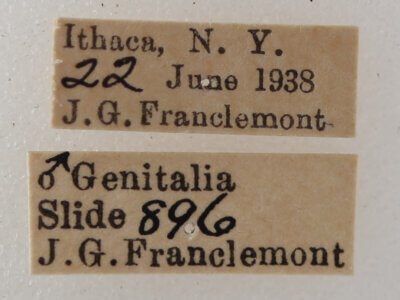 Ithaca, N. Y.
22 June 1938
J.G. Franclemont
♂ Genitalia
Slide 896
J.G. Franclemont